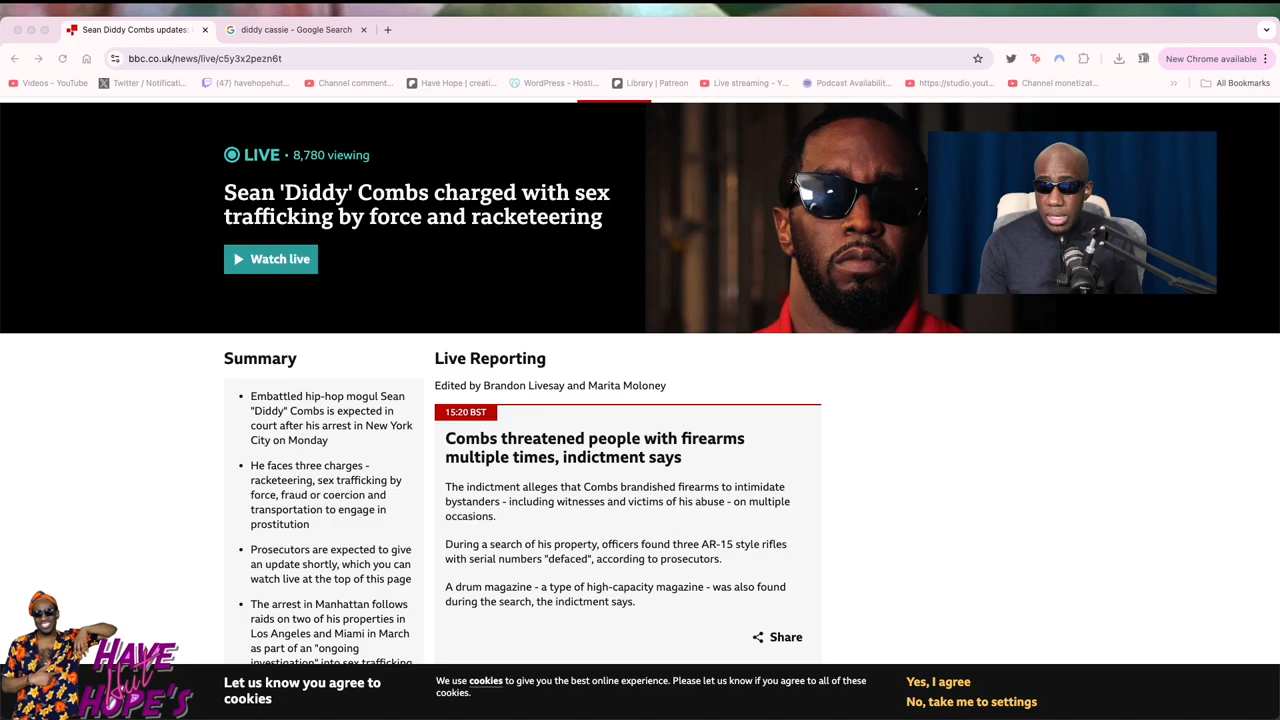 Sean Diddy Combs updates:
diddy cassie - Google Search
bbc.co.uk/news/live/c5y3x2pezn6t
New Chrome available
Videos - YouTube
Twitter / Notificati...
(47) havehopehut...
Channel comment...
Have Hope | creati...
WordPress - Hosti...
Library | Patreon
Live streaming - Y...
Podcast Availabilit...
https://studio.yout...
Channel monetizat...
»
All Bookmarks
LIVE · 8,780 viewing
Sean 'Diddy' Combs charged with sex
trafficking by force and racketeering
Watch live
Summary
Embattled hip-hop mogul Sean
"Diddy" Combs is expected in
court after his arrest in New York
City on Monday
He faces three charges -
racketeering, sex trafficking by
force, fraud or coercion and
transportation to engage in
prostitution
Prosecutors are expected to give
an update shortly, which you can
watch live at the top of this page
The arrest in Manhattan follows
raids on two of his properties in
Los Angeles and Miami in March
as part of an "ongoing
investigation" into sex trafficking
Live Reporting
Edited by Brandon Livesay and Marita Moloney
15:20 BST
Combs threatened people with firearms
multiple times, indictment says
The indictment alleges that Combs brandished firearms to intimidate
bystanders - including witnesses and victims of his abuse - on multiple
occasions.
During a search of his property, officers found three AR-15 style rifles
with serial numbers "defaced", according to prosecutors.
A drum magazine - a type of high-capacity magazine - was also found
during the search, the indictment says.
Share
HAVE
hut
HOPE'S
Let us know you agree to
cookies
We use cookies to give you the best online experience. Please let us know if you agree to all of these
cookies.
Yes, I agree
No, take me to settings